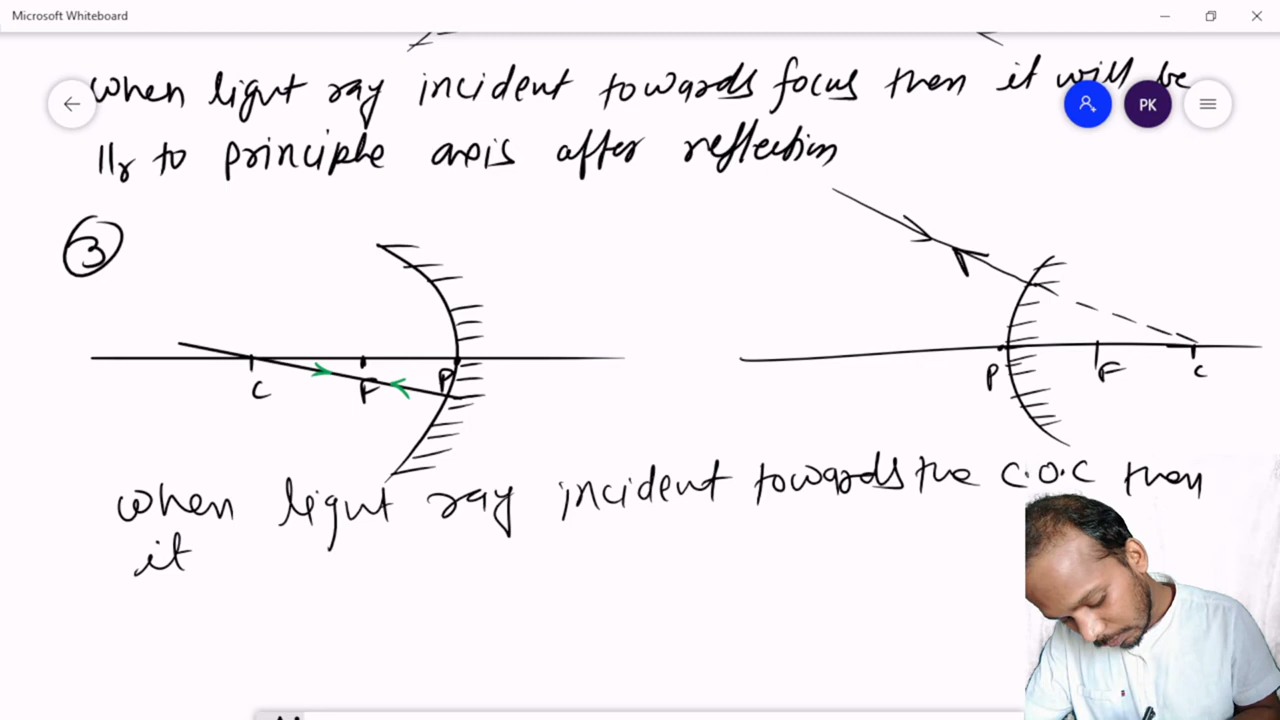 Microsoft Whiteboard
when light ray incident towards focus then it will be
PK
llr to principle axis after reflection
3
C F P
P F C
when light ray incident towards the C.O.C then
it